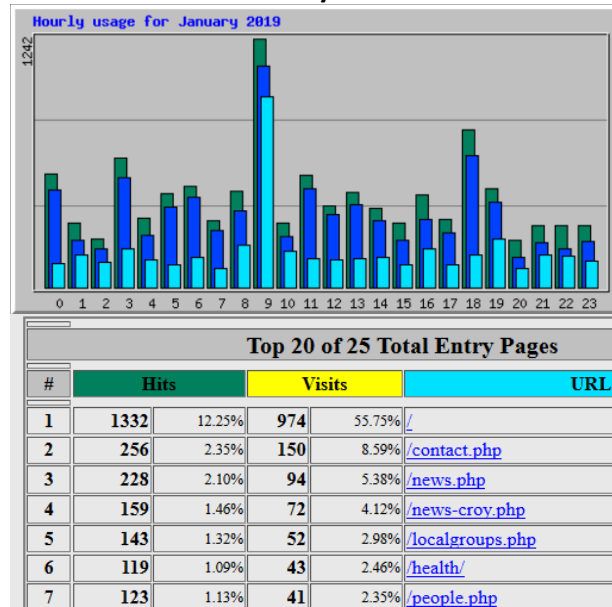 Hourly usage for January 2019
1242
0 1 2 3 4 5 6 7 8 9 10 11 12 13 14 15 16 17 18 19 20 21 22 23
Top 20 of 25 Total Entry Pages
# Hits Visits URL
1 1332 12.25% 974 55.75% /
2 256 2.35% 150 8.59% /contact.php
3 228 2.10% 94 5.38% /news.php
4 159 1.46% 72 4.12% /news-croy.php
5 143 1.32% 52 2.98% /localgroups.php
6 119 1.09% 43 2.46% /health/
7 123 1.13% 41 2.35% /people.php